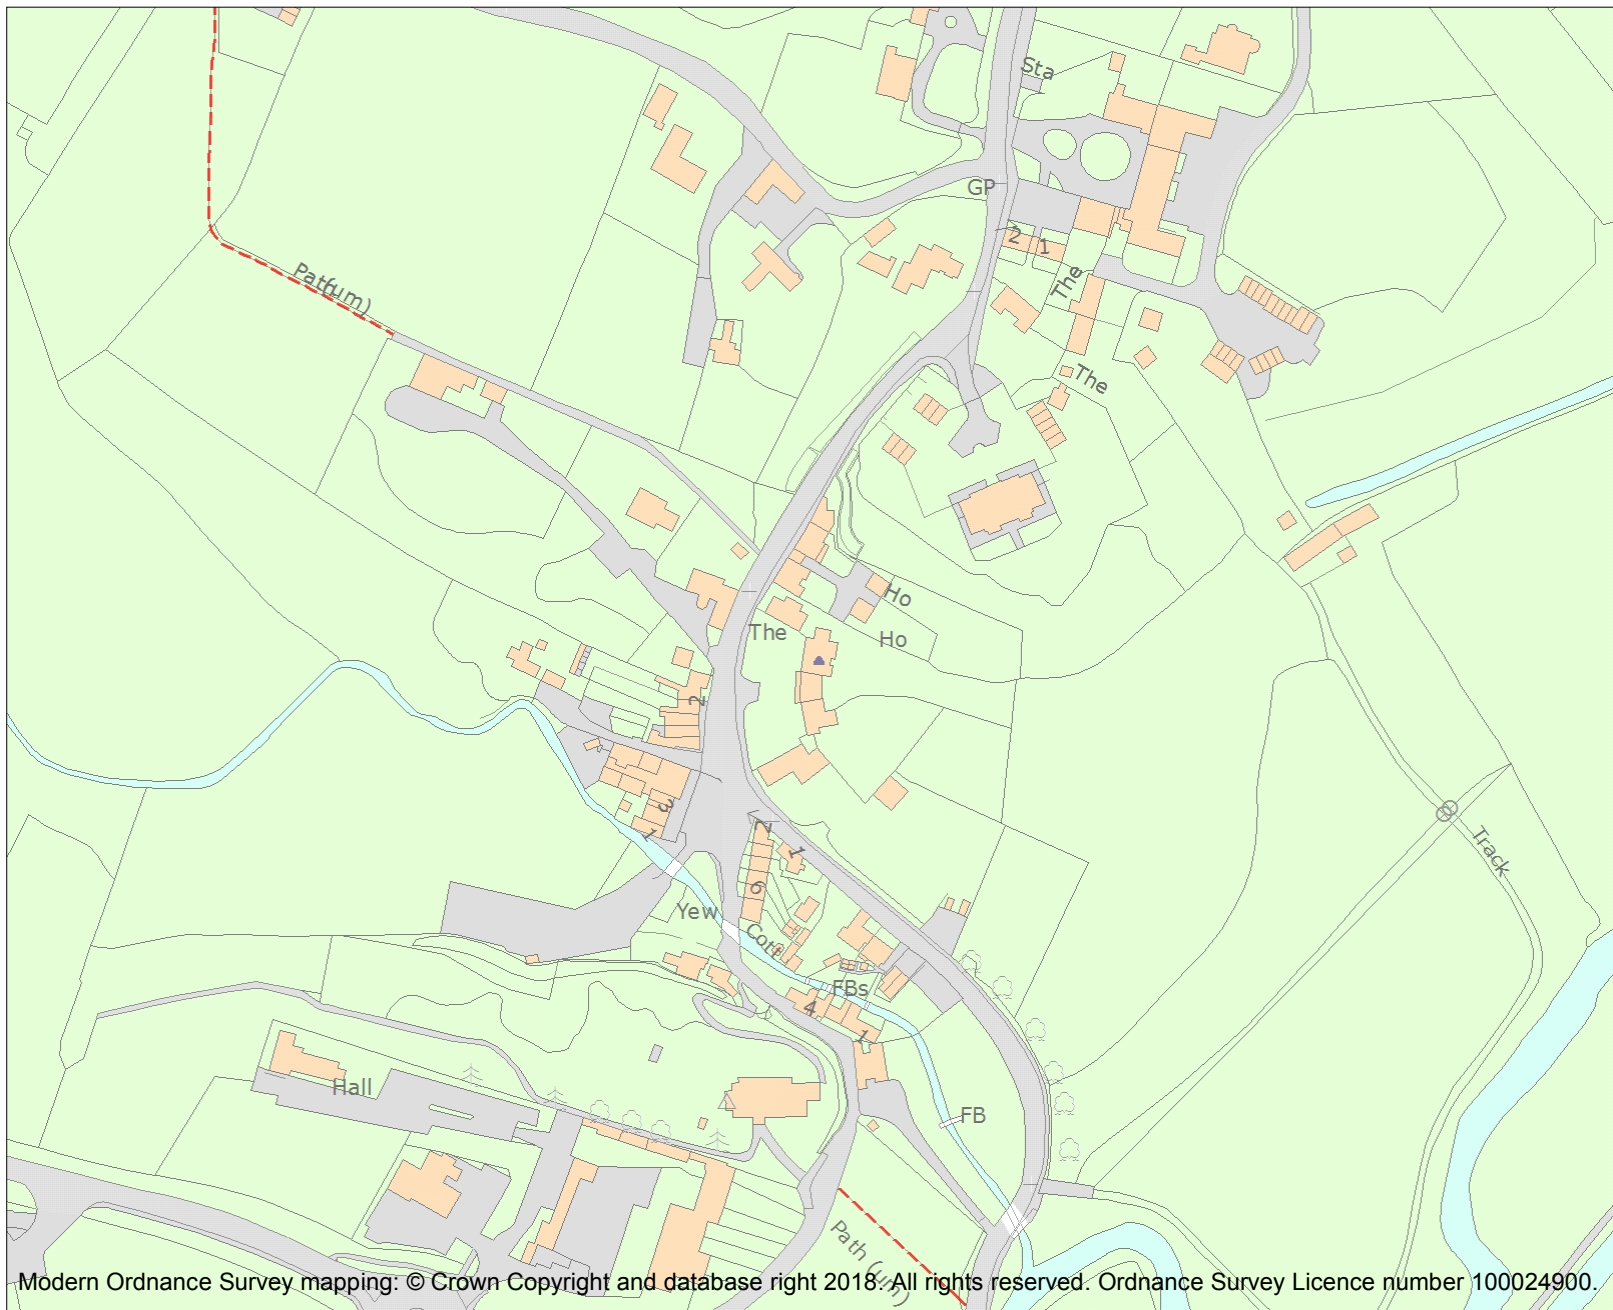 Sta
GP
2 1
The
Path (um)
The
Ho
The
Ho
2
3
1
2
1
6
Yew
Cott
FBs
4
1
Track
Hall
FB
Path (um)
Modern Ordnance Survey mapping: © Crown Copyright and database right 2018. All rights reserved. Ordnance Survey Licence number 100024900.